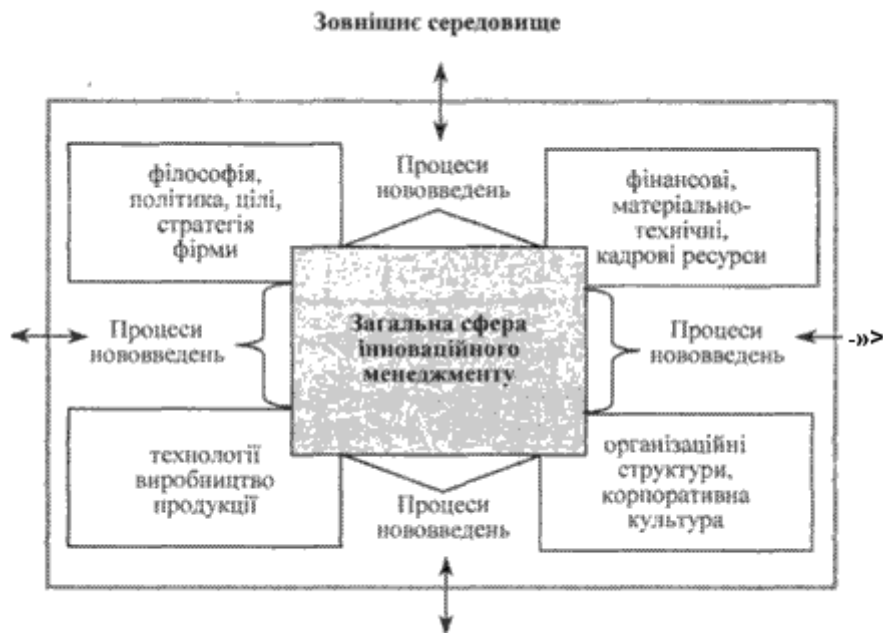 Зовнішнє середовище
філософія,
політика, цілі,
стратегія
фірми
Процеси
нововведень
фінансові,
матеріально-
технічні,
кадрові ресурси
Процеси
нововведень
Загальна сфера
інноваційного
менеджменту
Процеси
нововведень
-»>
технології
виробництво
продукції
Процеси
нововведень
організаційні
структури,
корпоративна
культура